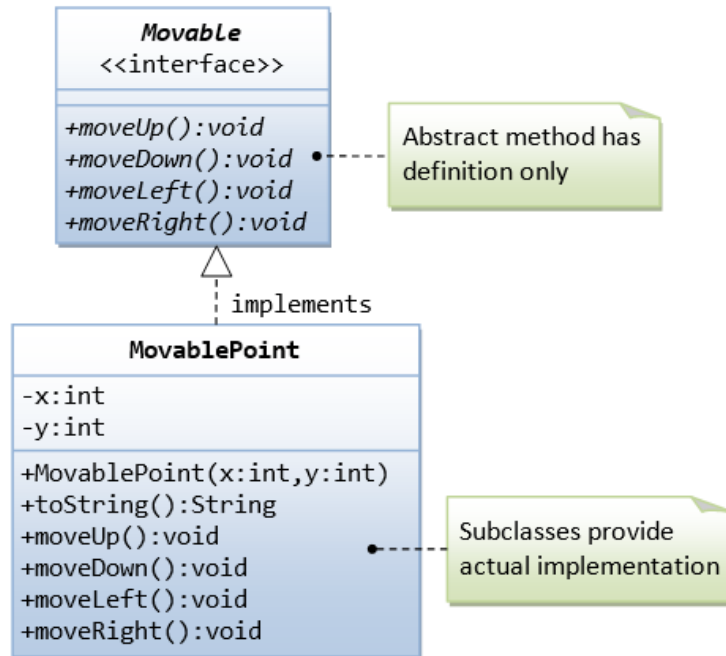 Movable
<<interface>>
+moveUp():void
+moveDown():void
+moveLeft():void
+moveRight():void
Abstract method has
definition only
implements
MovablePoint
-x:int
-y:int
+MovablePoint(x:int,y:int)
+toString():String
+moveUp():void
+moveDown():void
+moveLeft():void
+moveRight():void
Subclasses provide
actual implementation